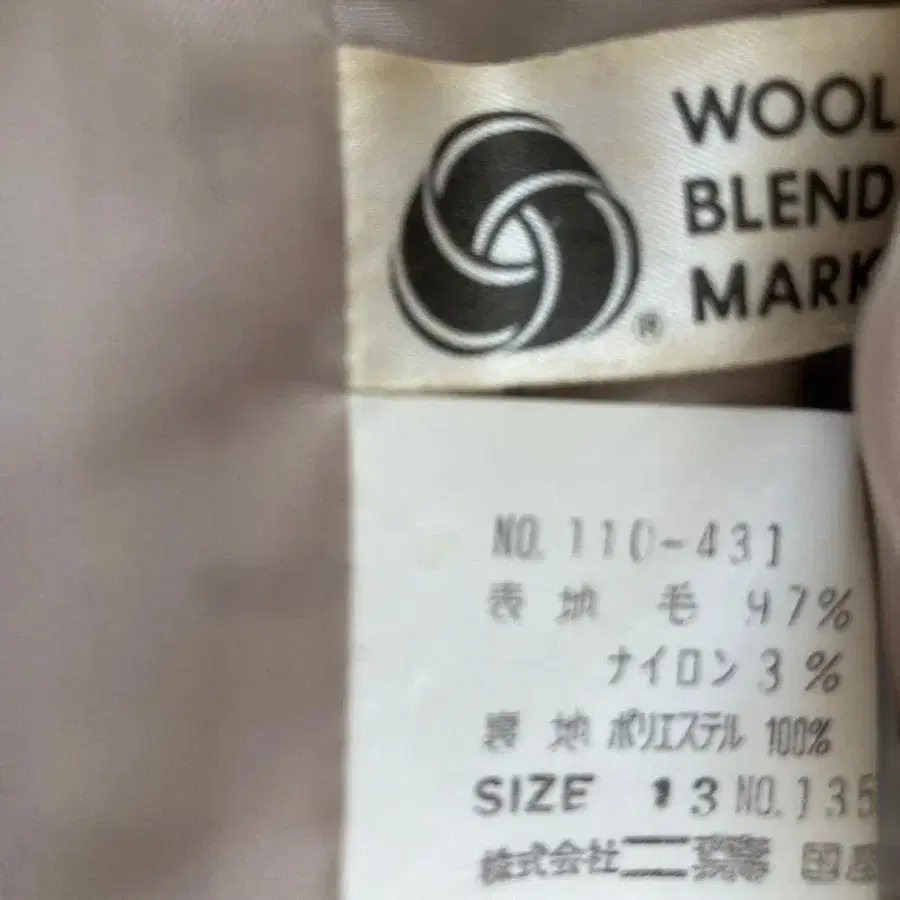 WOOL
BLEND
MARK
®
NO. 110-431
表地 毛 97%
ナイロン 3%
裏地 ポリエステル 100%
SIZE 13 NO.135
株式会社